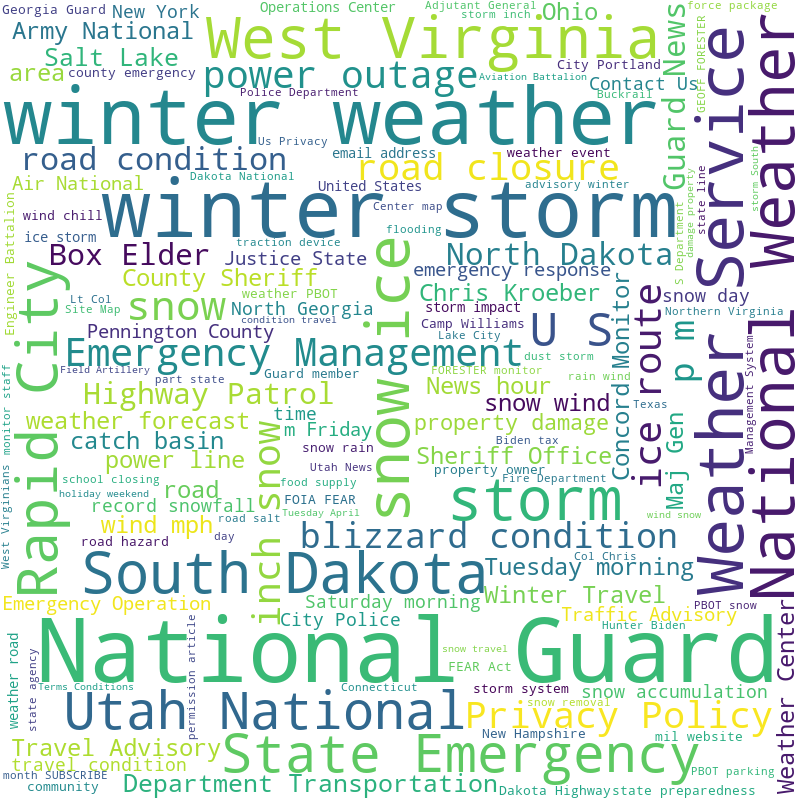 Georgia Guard
New York
Operations Center
Adjutant General
storm inch
Ohio
force package
Army National
West Virginia
Salt Lake
City Portland
area
county emergency
power outage
Aviation Battalion
Contact Us
Police Department
Buckrail
Guard News
GEOFF FORESTER
winter weather
Us Privacy
email address
weather event
road condition
road closure
Weather Service
National Weather
Air National
Dakota National
United States
advisory winter
state line
storm South
wind chill
winter storm
Center map
flooding
S Department
damage property
Engineer Battalion
ice storm
traction device
Box Elder
Justice State
North Dakota
County Sheriff
emergency response
Lt Col
Site Map
weather PBOT
snow
snow ice
Chris Kroeber
snow day
North Georgia
storm impact
Northern Virginia
Rapid City
condition travel
Camp Williams
U S
Concord Monitor
ice route
p m
Pennington County
Lake City
Emergency Management
dust storm
Management System
Field Artillery
Guard member
FORESTER monitor
rain wind
part state
Texas
Highway Patrol
News hour
snow wind
time
weather forecast
inch snow
m Friday
property damage
Biden tax
Maj Gen
catch basin
snow rain
Sheriff Office
power line
Utah News
property owner
Fire Department
West Virginians
monitor staff
school closing
road
food supply
holiday weekend
FOIA FEAR
storm
record snowfall
Tuesday April
wind mph
road salt
wind snow
road hazard
day
blizzard condition
Col Chris
South Dakota
Tuesday morning
Emergency Operation
Saturday morning
Winter Travel
PBOT snow
City Police
Traffic Advisory
Hunter Biden
Weather Center
National Guard
Weather road
state agency
permission article
snow travel
FEAR Act
Terms Conditions
Connecticut
storm system
snow accumulation
Utah National
snow removal
Privacy Policy
New Hampshire
mil website
Travel Advisory
State Emergency
travel condition
PBOT parking
month SUBSCRIBE
community
Department Transportation
Dakota Highway
state preparedness